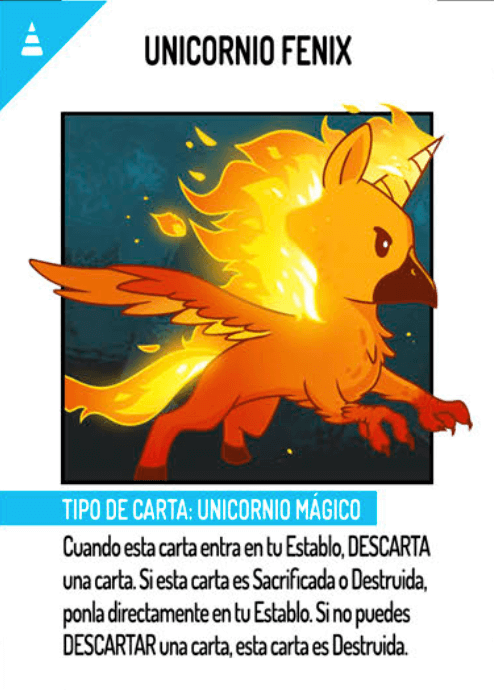 UNICORNIO FENIX
TIPO DE CARTA: UNICORNIO MÁGICO
Cuando esta carta entra en tu Establo, DESCARTA
una carta. Si esta carta es Sacrificada o Destruida,
ponla directamente en tu Establo. Si no puedes
DESCARTAR una carta, esta carta es Destruida.